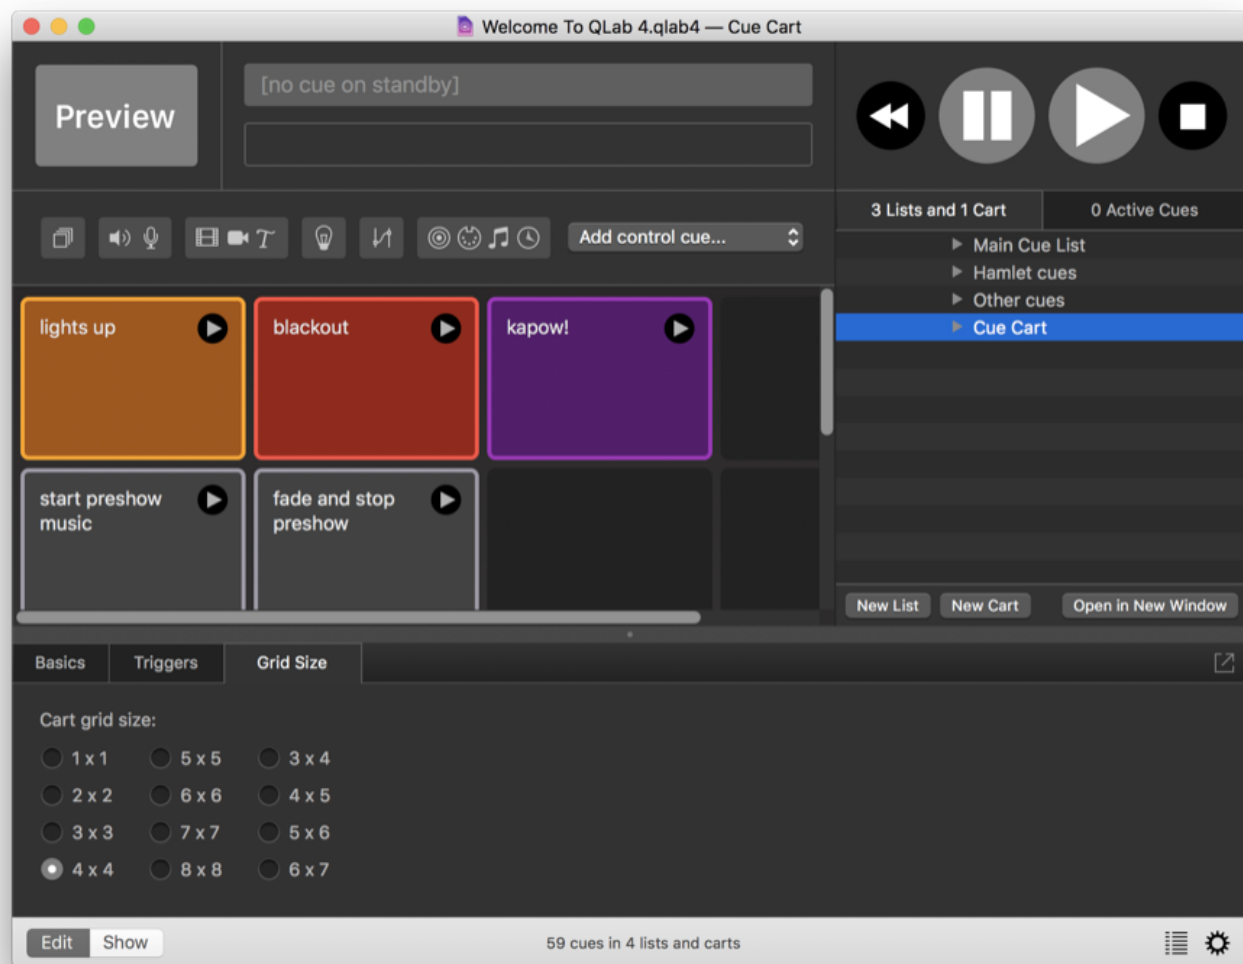 Welcome To QLab 4.qlab4 — Cue Cart
Preview
[no cue on standby]
Add control cue...
3 Lists and 1 Cart
0 Active Cues
Main Cue List
Hamlet cues
Other cues
Cue Cart
lights up
blackout
kapow!
start preshow
music
fade and stop
preshow
New List
New Cart
Open in New Window
Basics
Triggers
Grid Size
Cart grid size:
1 x 1
5 x 5
3 x 4
2 x 2
6 x 6
4 x 5
3 x 3
7 x 7
5 x 6
4 x 4
8 x 8
6 x 7
Edit
Show
59 cues in 4 lists and carts